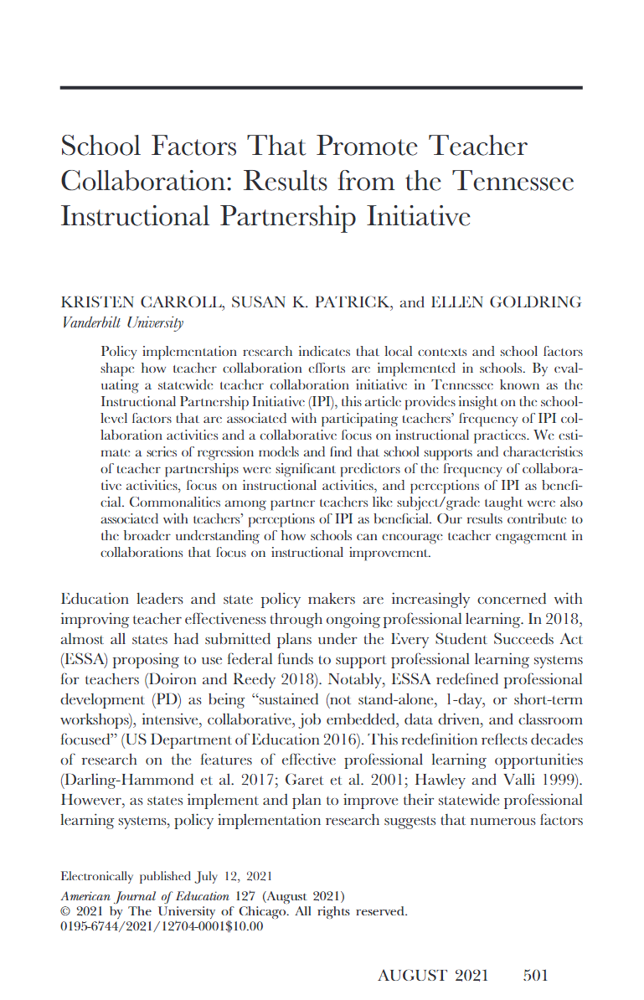 School Factors That Promote Teacher
Collaboration: Results from the Tennessee
Instructional Partnership Initiative
KRISTEN CARROLL, SUSAN K. PATRICK, and ELLEN GOLDRING
Vanderbilt University
Policy implementation research indicates that local contexts and school factors
shape how teacher collaboration efforts are implemented in schools. By eval-
uating a statewide teacher collaboration initiative in Tennessee known as the
Instructional Partnership Initiative (IPI), this article provides insight on the school-
level factors that are associated with participating teachers’ frequency of IPI col-
laboration activities and a collaborative focus on instructional practices. We esti-
mate a series of regression models and find that school supports and characteristics
of teacher partnerships were significant predictors of the frequency of collabora-
tive activities, focus on instructional activities, and perceptions of IPI as benefi-
cial. Commonalities among partner teachers like subject/grade taught were also
associated with teachers’ perceptions of IPI as beneficial. Our results contribute to
the broader understanding of how schools can encourage teacher engagement in
collaborations that focus on instructional improvement.
Education leaders and state policy makers are increasingly concerned with
improving teacher effectiveness through ongoing professional learning. In 2018,
almost all states had submitted plans under the Every Student Succeeds Act
(ESSA) proposing to use federal funds to support professional learning systems
for teachers (Doiron and Reedy 2018). Notably, ESSA redefined professional
development (PD) as being “sustained (not stand-alone, 1-day, or short-term
workshops), intensive, collaborative, job embedded, data driven, and classroom
focused” (US Department of Education 2016). This redefinition reflects decades
of research on the features of effective professional learning opportunities
(Darling-Hammond et al. 2017; Garet et al. 2001; Hawley and Valli 1999).
However, as states implement and plan to improve their statewide professional
learning systems, policy implementation research suggests that numerous factors
Electronically published July 12, 2021
American Journal of Education 127 (August 2021)
© 2021 by The University of Chicago. All rights reserved.
0195-6744/2021/12704-0001$10.00
AUGUST 2021 501